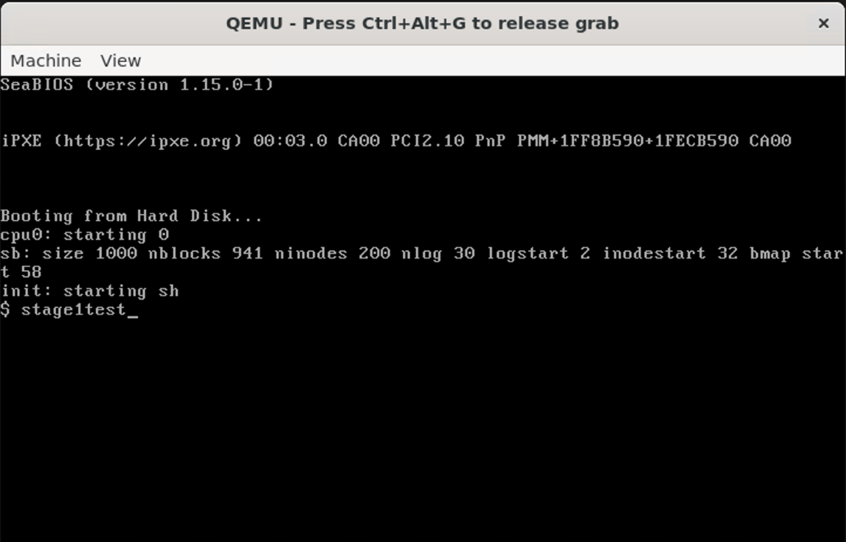 QEMU - Press Ctrl+Alt+G to release grab
×
Machine View
SeaBIOS (version 1.15.0-1)
iPXE (https://ipxe.org) 00:03.0 CA00 PCI2.10 PnP PMM+1FF8B590+1FECB590 CA00
Booting from Hard Disk...
cpu0: starting 0
sb: size 1000 nblocks 941 ninodes 200 nlog 30 logstart 2 inodestart 32 bmap star
t 58
init: starting sh
$ stage1test_